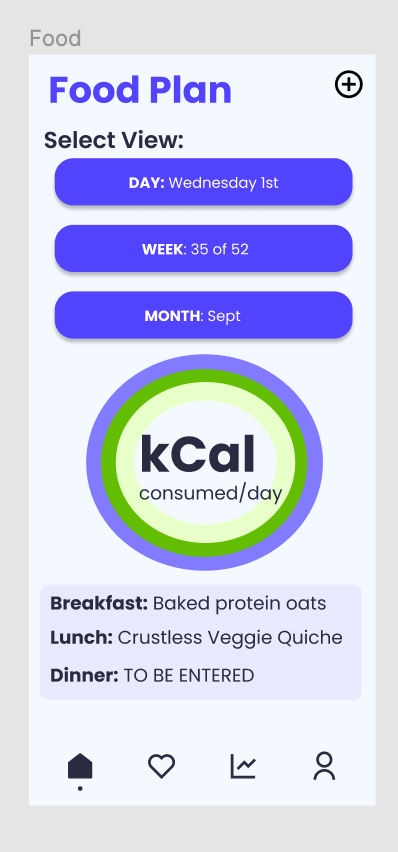 Food
Food Plan
Select View:
DAY: Wednesday 1st
WEEK: 35 of 52
MONTH: Sept
kCal
consumed/day
Breakfast: Baked protein oats
Lunch: Crustless Veggie Quiche
Dinner: TO BE ENTERED